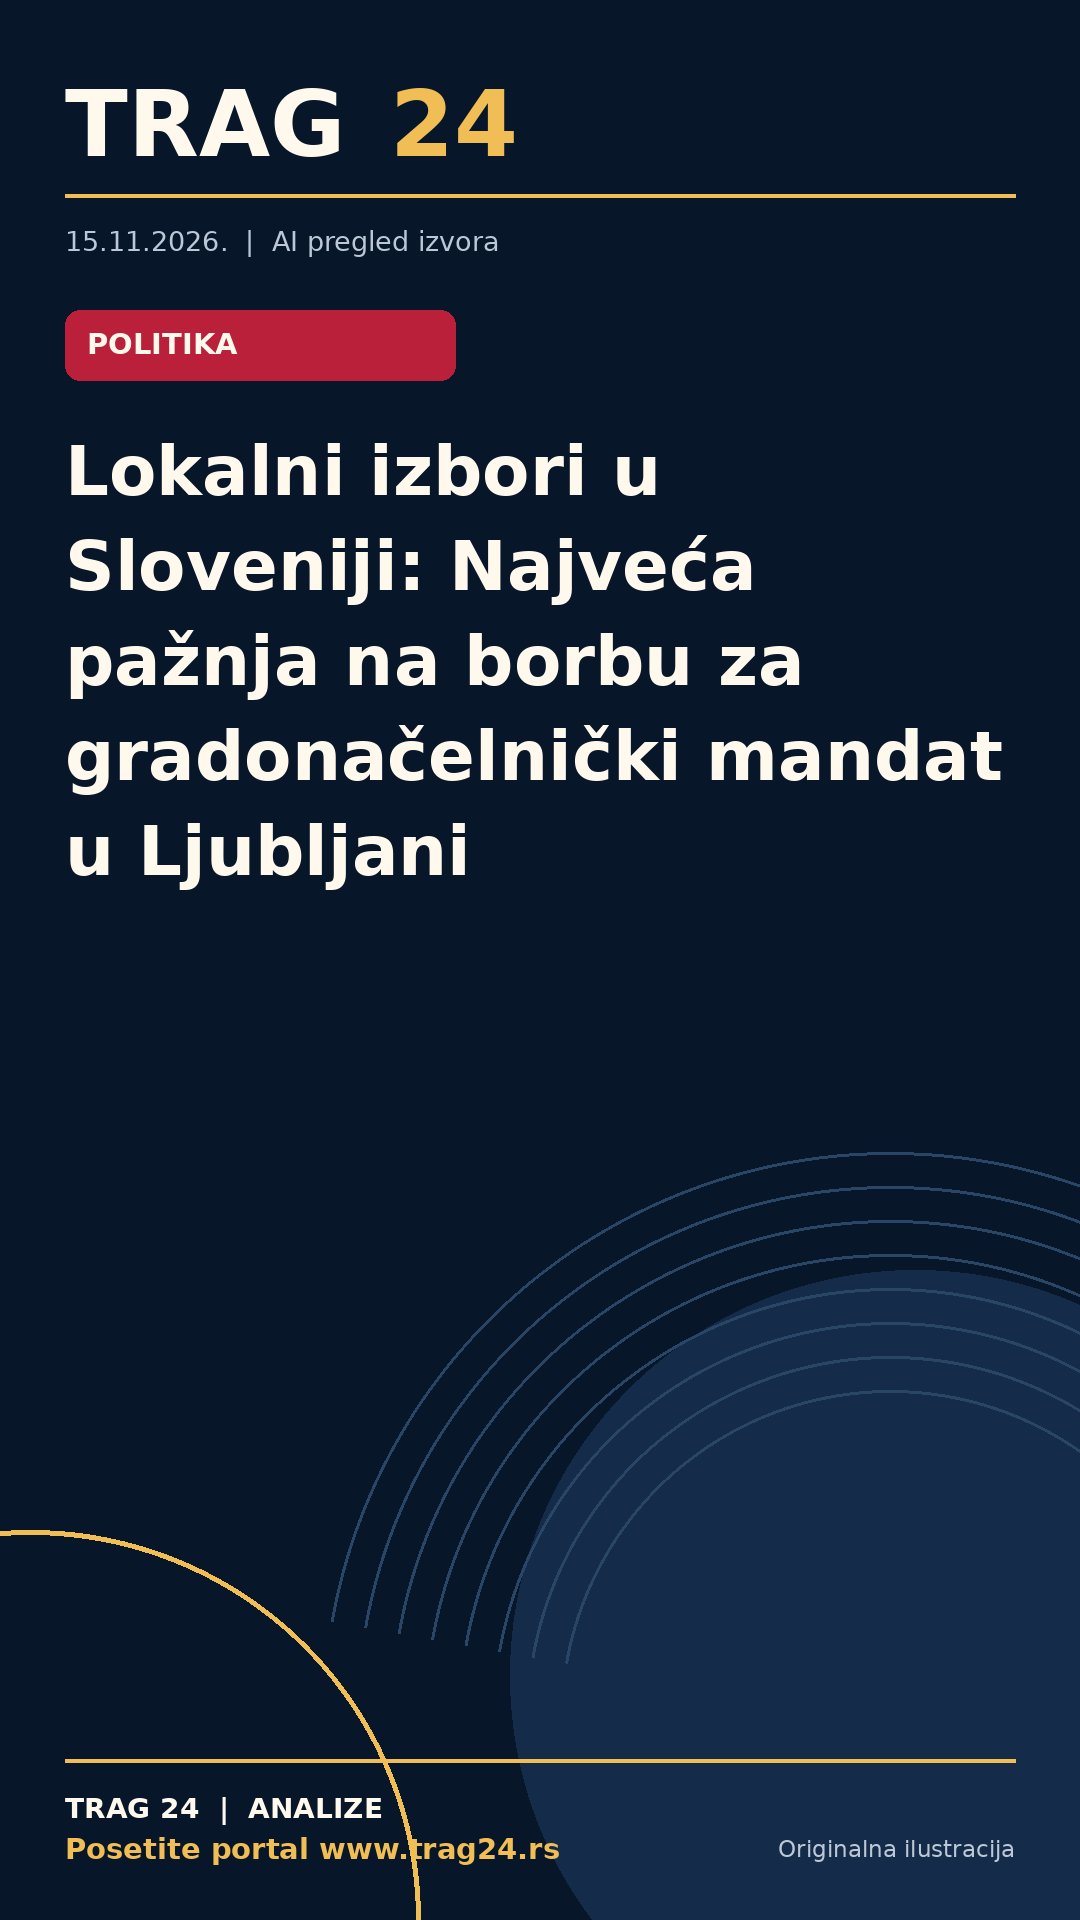 TRAG 24
15.11.2026. | AI pregled izvora
POLITIKA
Lokalni izbori u
Sloveniji: Najveća
pažnja na borbu za
gradonačelnički mandat
u Ljubljani
TRAG 24 | ANALIZE
Posetite portal www.trag24.rs
Originalna ilustracija